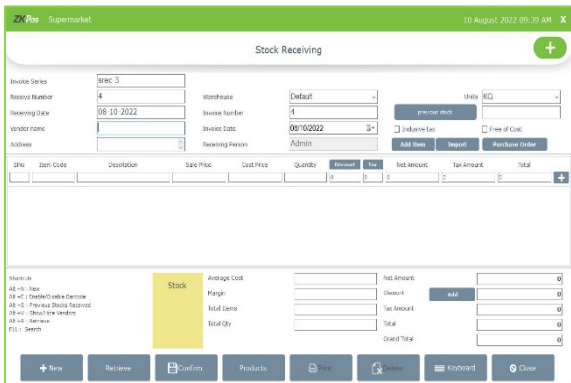 ZKPos Supermarket 10 August 2022 09:39 AM X
Stock Receiving
+
Invoice Series srec-3
Receive Number 4 Warehouse Default Units KG
Receiving Date 08-10-2022 Invoice Number 4 previous stock
Vendor name Invoice Date 08/10/2022 Inclusive tax Free of Cost
Address Receiving Person Admin Add Item Import Purchase Order
Item Code Description Sale Price Cost Price Quantity Discount Tax Net Amount Tax Amount Total
0 0 0 0 0 +
Shortcuts Stock Average Cost Net Amount 0
Alt +N : New Margin Discount Add 0
Alt +E : Enable/Disable Barcode Total Items Tax Amount 0
Alt +S : Previous Stocks Received Total Qty Total 0
Alt +V : Show/Hide Vendors Grand Total 0
Alt +R : Retrieve
F11 : Search
+ New Retrieve Confirm Products Print Delete Keyboard Close